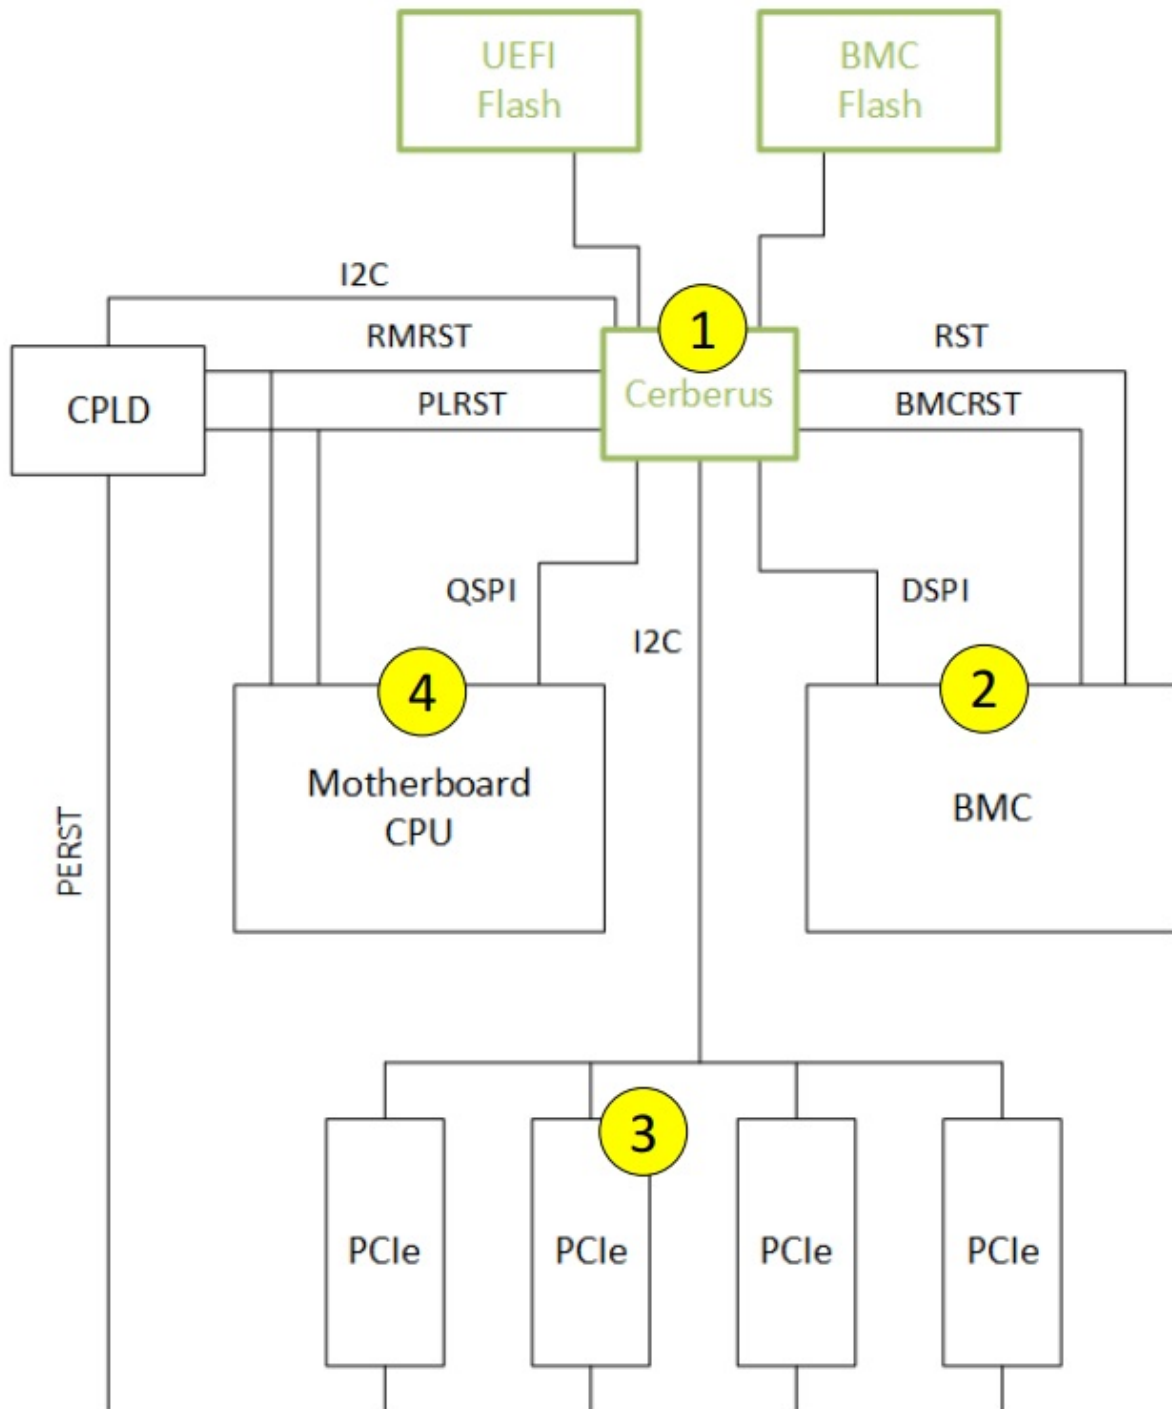 UEFI
Flash
BMC
Flash
I2C
RMRST
1
RST
CPLD
PLRST
Cerberus
BMCRST
QSPI
I2C
DSPI
4
2
Motherboard
CPU
BMC
PERST
3
PCIe
PCIe
PCIe
PCIe